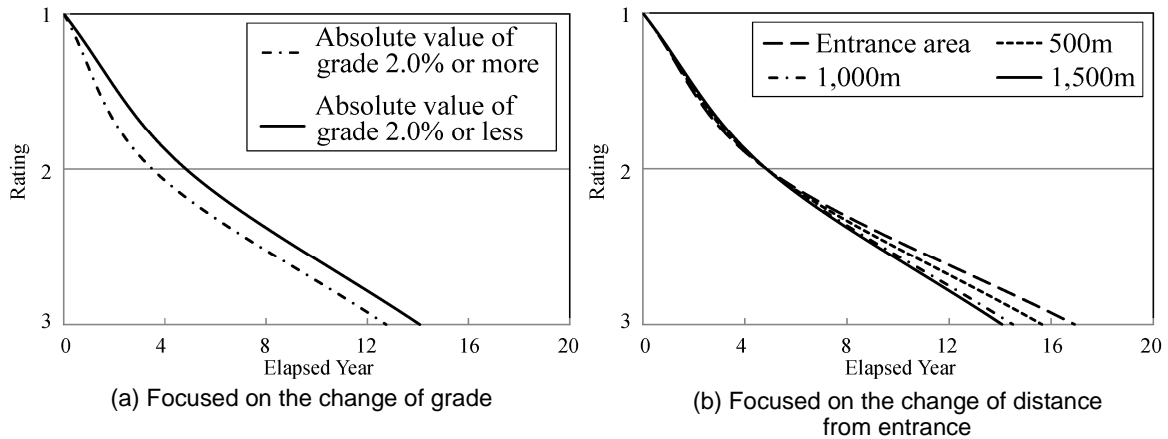 1
2
3
Rating
0
4
8
12
16
20
Elapsed Year
Absolute value of
grade 2.0% or more
Absolute value of
grade 2.0% or less
(a) Focused on the change of grade
1
2
3
Rating
0
4
8
12
16
20
Elapsed Year
Entrance area
500m
1,000m
1,500m
(b) Focused on the change of distance
from entrance